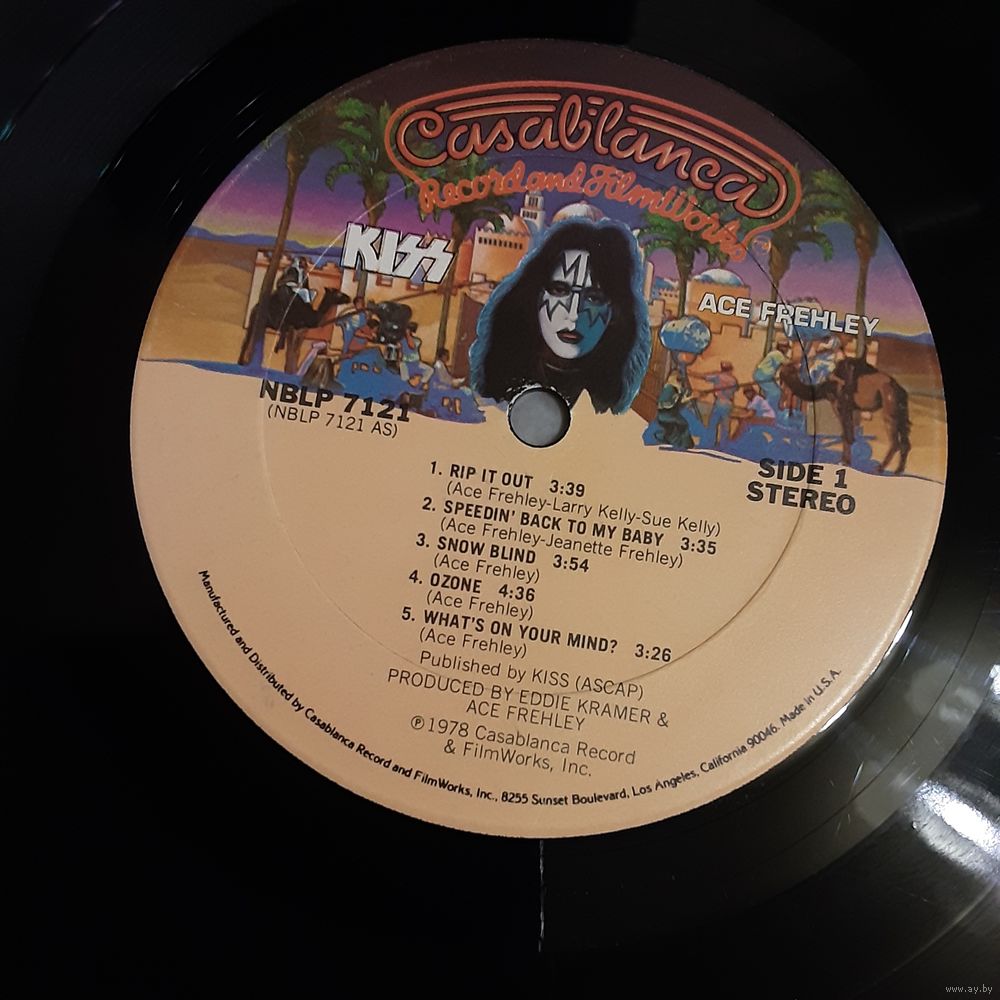 Casablanca
Record and FilmWorks
KISS
ACE FREHLEY
NBLP 7121
(NBLP 7121 AS)
SIDE 1
STEREO
1. RIP IT OUT 3:39
(Ace Frehley-Larry Kelly-Sue Kelly)
2. SPEEDIN' BACK TO MY BABY 3:35
(Ace Frehley-Jeanette Frehley)
3. SNOW BLIND 3:54
(Ace Frehley)
4. OZONE 4:36
(Ace Frehley)
5. WHAT'S ON YOUR MIND? 3:26
(Ace Frehley)
Published by KISS (ASCAP)
PRODUCED BY EDDIE KRAMER &
ACE FREHLEY
℗1978 Casablanca Record
& FilmWorks, Inc.
Manufactured and Distributed by Casablanca Record and FilmWorks, Inc., 8255 Sunset Boulevard, Los Angeles, California 90046. Made in U.S.A.
www.ay.by